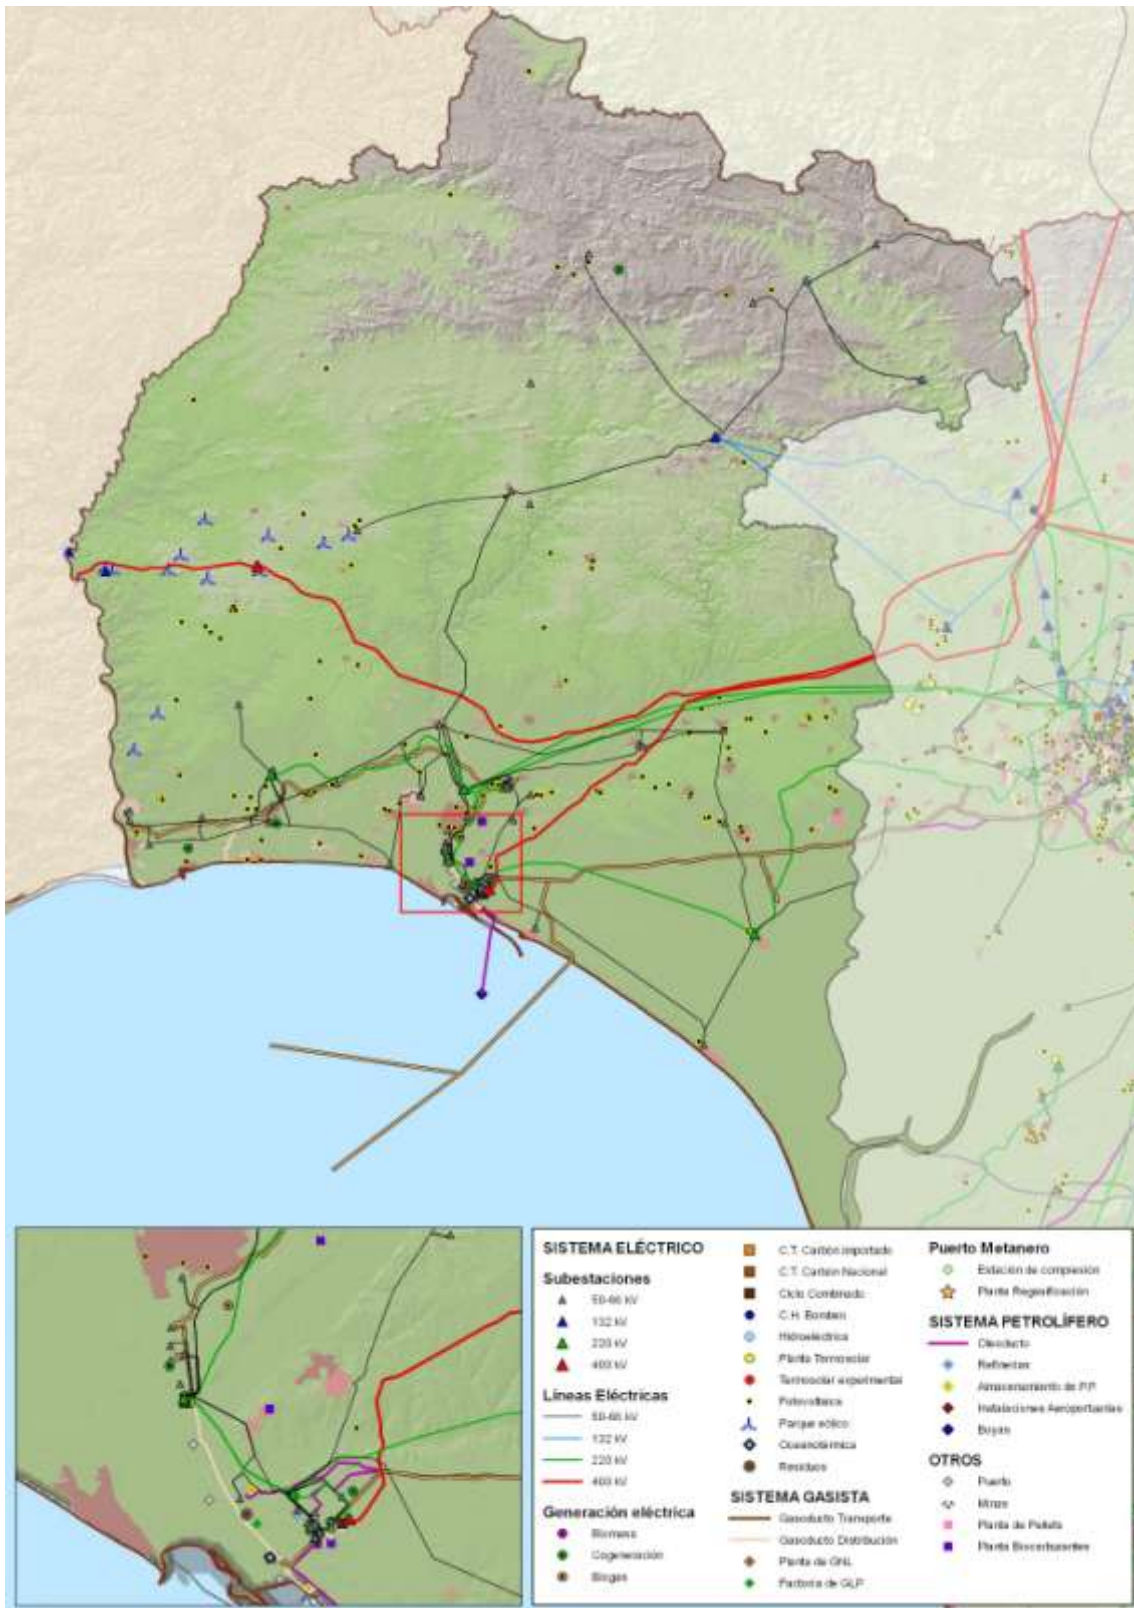 SISTEMA ELÉCTRICO
Subestaciones
50-66 kV
132 kV
220 kV
400 kV
Líneas Eléctricas
50-66 kV
132 kV
220 kV
400 kV
Generación eléctrica
Biomasa
Cogeneración
Biogas
C.T. Carbón importado
C.T. Carbón Nacional
Ciclo Combinado
C.H. Bombeo
Hidroeléctrica
Planta Termosolar
Termosolar experimental
Fotovoltaica
Parque eólico
Oceanotérmica
Residuos
SISTEMA GASISTA
Gasoducto Transporte
Gasoducto Distribución
Planta de GNL
Factoria de GLP
Puerto Metanero
Estación de compresión
Planta Regasificación
SISTEMA PETROLÍFERO
Oleoducto
Refinerias
Almacenamiento de P.P.
Instalaciones Aeroportuarias
Boyas
OTROS
Puerto
Minas
Planta de Pellets
Planta Biocarburantes